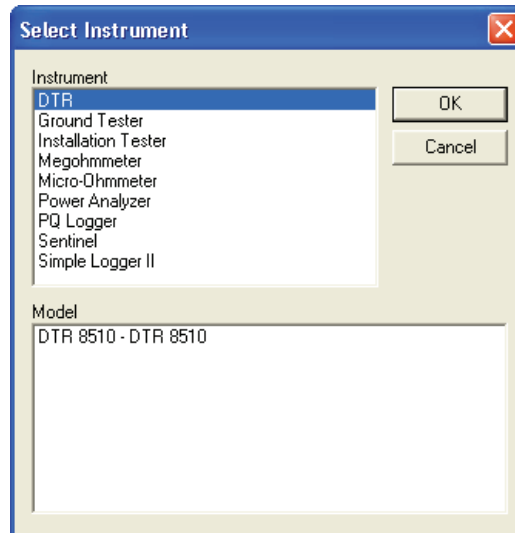 Select Instrument
Instrument
DTR
Ground Tester
Installation Tester
Megohmmeter
Micro-Ohmmeter
Power Analyzer
PQ Logger
Sentinel
Simple Logger II
OK
Cancel
Model
DTR 8510 - DTR 8510